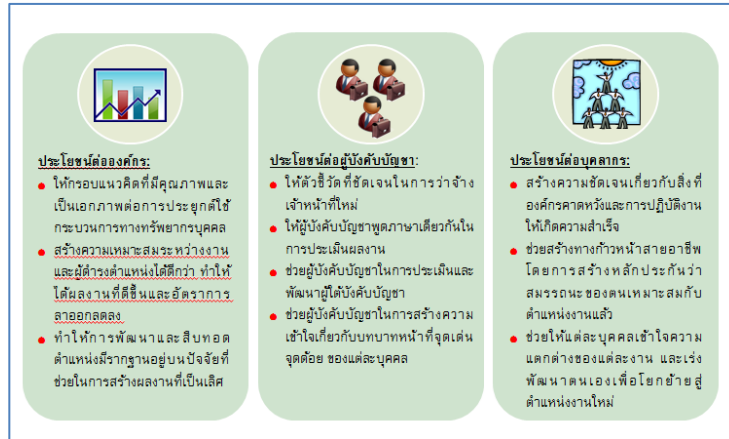 ประโยชน์ต่อองค์กร:
ให้กรอบแนวคิดที่มีคุณภาพและ
เป็นเอกภาพต่อการประยุกต์ใช้
กระบวนการทางทรัพยากรบุคคล
สร้างความเหมาะสมระหว่างงาน
และผู้ดำรงตำแหน่งได้ดีกว่า ทำให้
ได้ผลงานที่ดีขึ้นและอัตราการ
ลาออกลดลง
ทำให้การพัฒนาและสืบทอด
ตำแหน่งมีรากฐานอยู่บนปัจจัยที่
ช่วยในการสร้างผลงานที่เป็นเลิศ
ประโยชน์ต่อผู้บังคับบัญชา:
ให้ตัวชี้วัดที่ชัดเจนในการว่าจ้าง
เจ้าหน้าที่ใหม่
ให้ผู้บังคับบัญชาพูดภาษาเดียวกันใน
การประเมินผลงาน
ช่วยผู้บังคับบัญชาในการประเมินและ
พัฒนาผู้ใต้บังคับบัญชา
ช่วยผู้บังคับบัญชาในการสร้างความ
เข้าใจเกี่ยวกับบทบาทหน้าที่จุดเด่น
จุดด้อย ของแต่ละบุคคล
ประโยชน์ต่อบุคลากร:
สร้างความชัดเจนเกี่ยวกับสิ่งที่
องค์กรคาดหวังและการปฏิบัติงาน
ให้เกิดความสำเร็จ
ช่วยสร้างทางก้าวหน้าสายอาชีพ
โดยการสร้างหลักประกันว่า
สมรรถนะของตนเหมาะสมกับ
ตำแหน่งงานแล้ว
ช่วยให้แต่ละบุคคลเข้าใจความ
แตกต่างของแต่ละงาน และเร่ง
พัฒนาตนเองเพื่อโยกย้ายสู่
ตำแหน่งงานใหม่